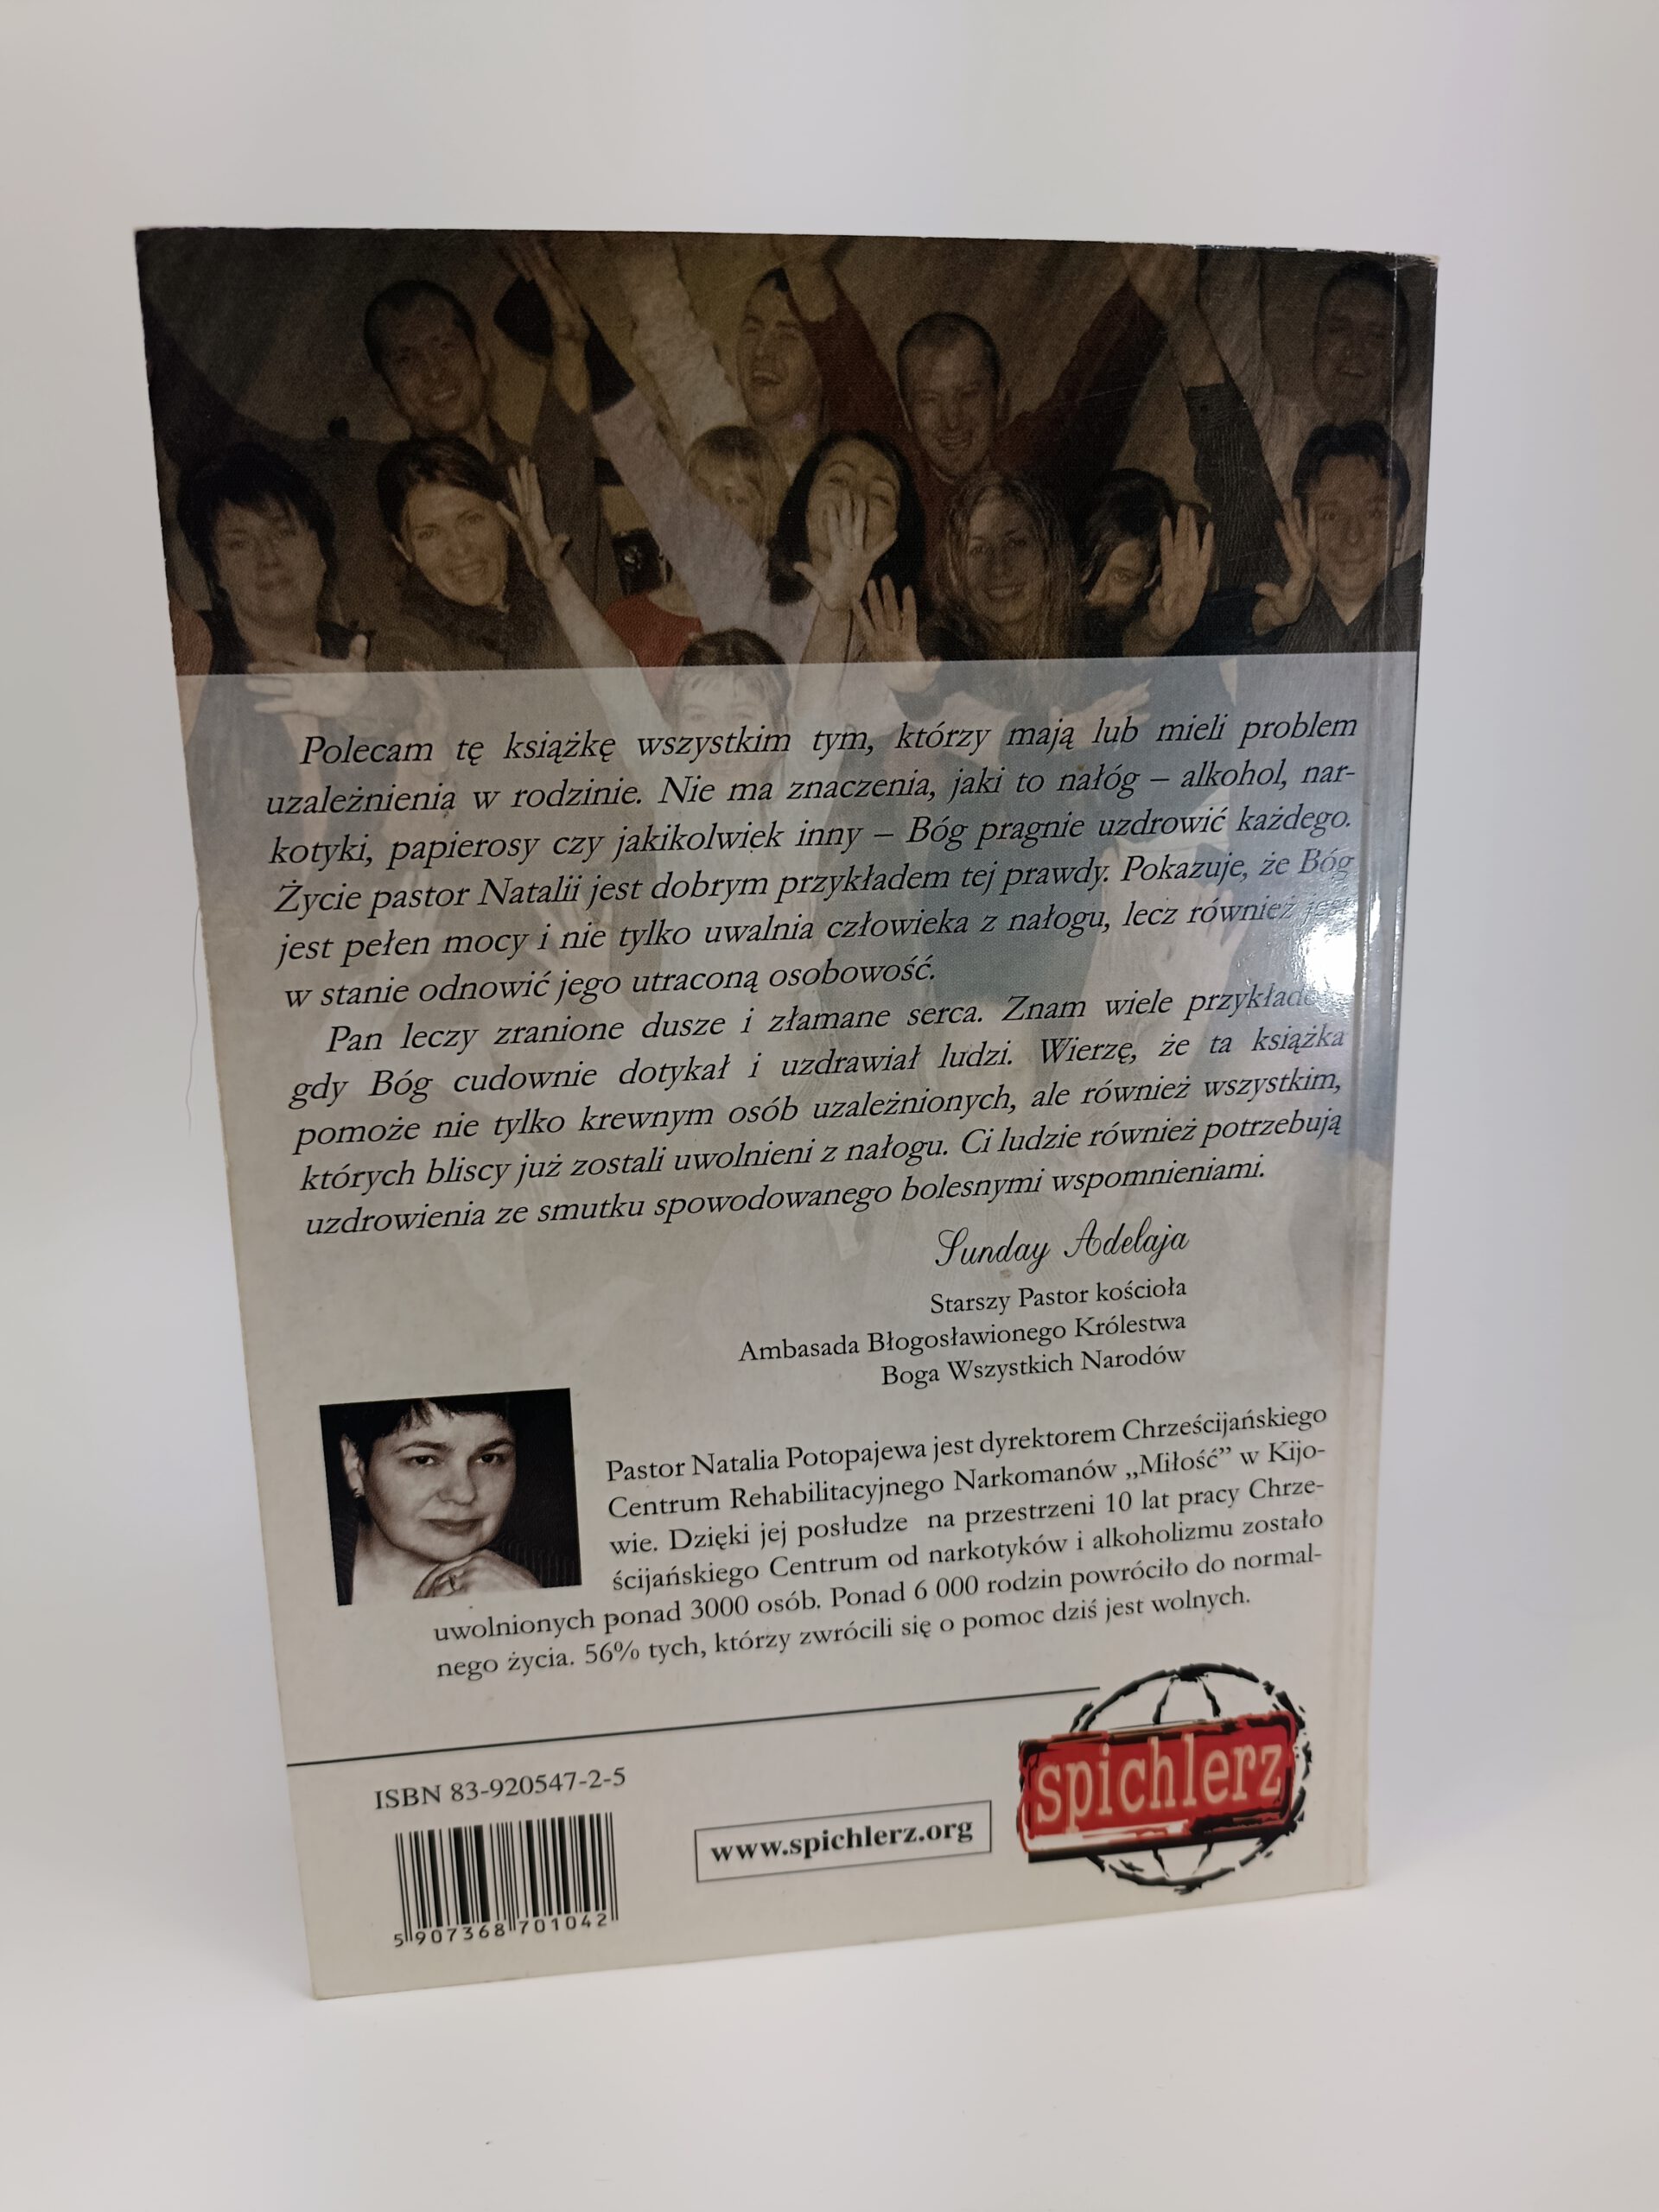 Polecam tę książkę wszystkim tym, którzy mają lub mieli problem
uzależnienia w rodzinie. Nie ma znaczenia, jaki to nałóg – alkohol, nar-
kotyki, papierosy czy jakikolwiek inny – Bóg pragnie uzdrowić każdego.
Życie pastor Natalii jest dobrym przykładem tej prawdy. Pokazuje, że Bóg
jest pełen mocy i nie tylko uwalnia człowieka z nałogu, lecz również jest
w stanie odnowić jego utraconą osobowość.
Pan leczy zranione dusze i złamane serca. Znam wiele
gdy Bóg cudownie dotykał i uzdrawiał ludzi. Wierzę, że ta książka
pomoże nie tylko krewnym osób uzależnionych, ale również wszystkim,
których bliscy już zostali uwolnieni z nałogu. Ci ludzie również potrzebują
uzdrowienia ze smutku spowodowanego bolesnymi wspomnieniami.
Sunday Adelaja
Starszy Pastor kościoła
Ambasada Błogosławionego Królestwa
Boga Wszystkich Narodów
Pastor Natalia Potopajewa jest dyrektorem Chrześcijańskiego
Centrum Rehabilitacyjnego Narkomanów „Miłość” w Kijo-
wie. Dzięki jej posłudze na przestrzeni 10 lat pracy Chrze-
ścijańskiego Centrum od narkotyków i alkoholizmu zostało
uwolnionych ponad 3000 osób. Ponad 6 000 rodzin powróciło do normal-
nego życia. 56% tych, którzy zwrócili się o pomoc dziś jest wolnych.
ISBN 83-920547-2-5
5 907368 701042
www.spichlerz.org
spichlerz